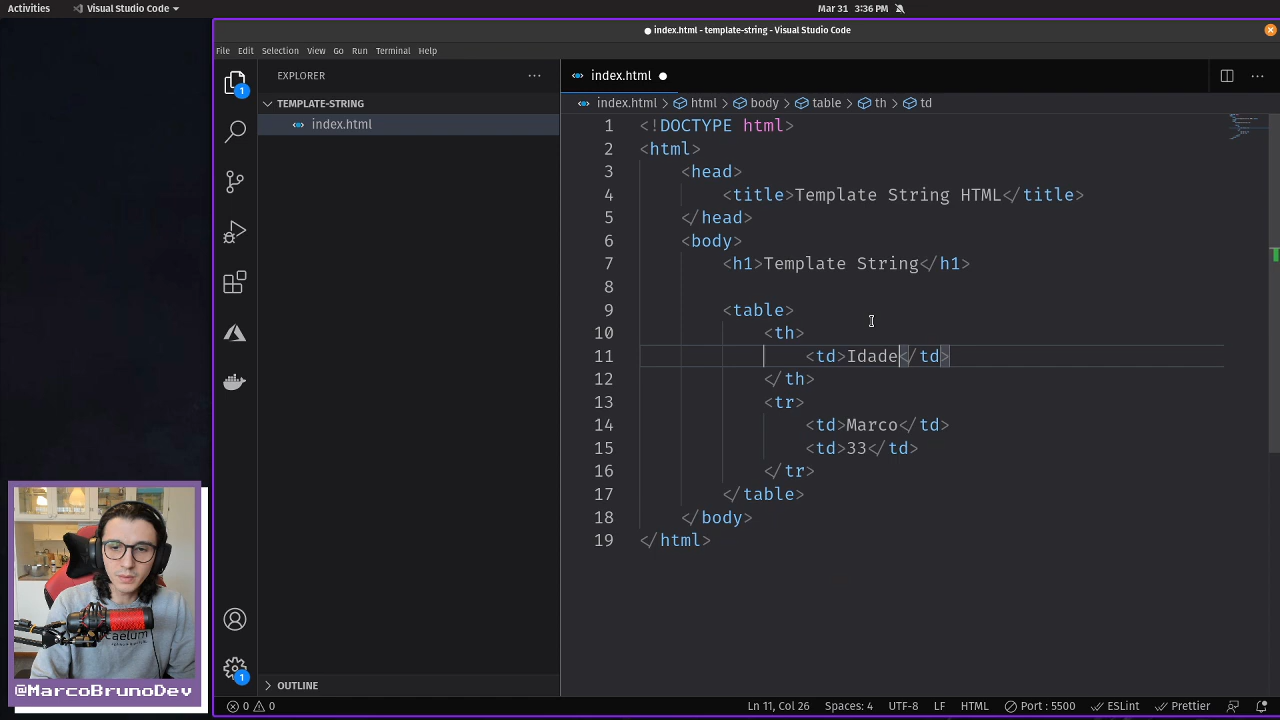 Activities
Visual Studio Code
Mar 31 3:36 PM
index.html - template-string - Visual Studio Code
File Edit Selection View Go Run Terminal Help
EXPLORER
index.html
index.html > html > body > table > th > td
TEMPLATE-STRING
index.html
1 <!DOCTYPE html>
2 <html>
3 <head>
4 <title>Template String HTML</title>
5 </head>
6 <body>
7 <h1>Template String</h1>
8
9 <table>
10 <th>
11 <td>Idade</td>
12 </th>
13 <tr>
14 <td>Marco</td>
15 <td>33</td>
16 </tr>
17 </table>
18 </body>
19 </html>
1
1
OUTLINE
caelum
@MarcoBrunoDev
0 0
Ln 11, Col 26
Spaces: 4
UTF-8
LF
HTML
Port : 5500
ESLint
Prettier